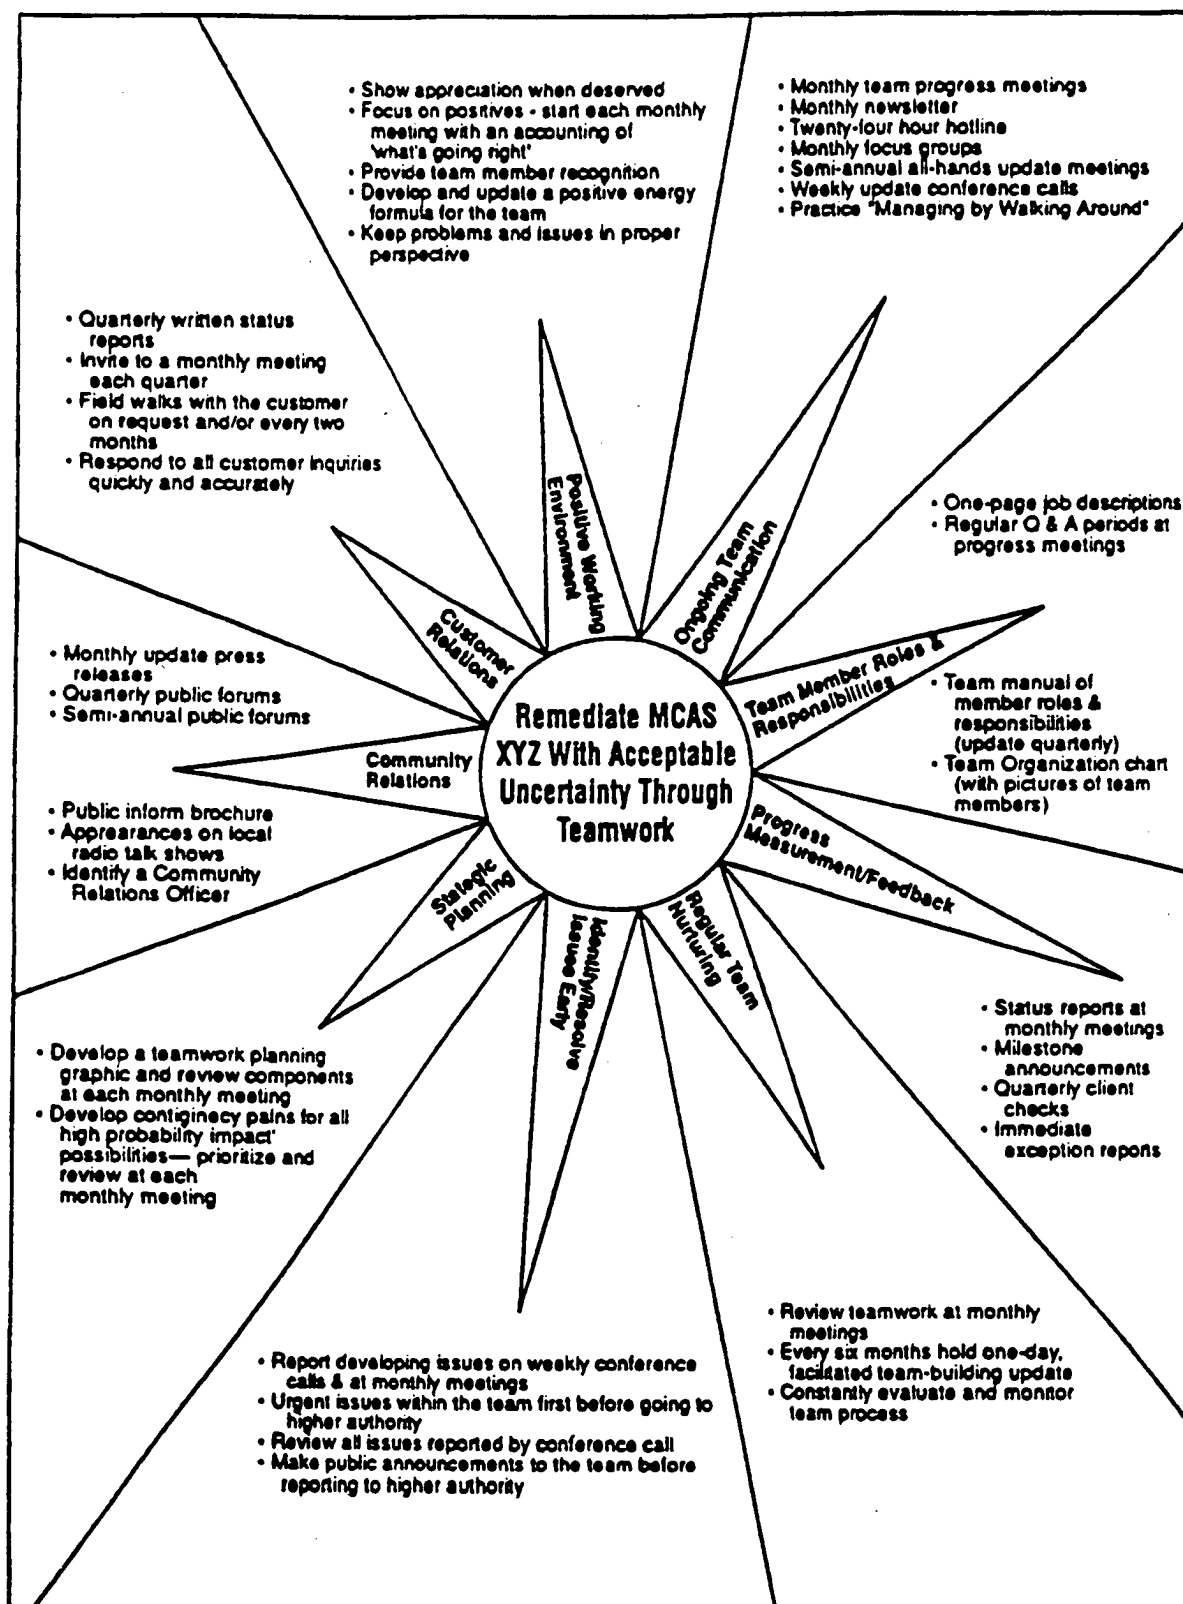 • Show appreciation when deserved
• Focus on positives - start each monthly
meeting with an accounting of
'what's going right'
• Provide team member recognition
• Develop and update a positive energy
formula for the team
• Keep problems and issues in proper
perspective
• Monthly team progress meetings
• Monthly newsletter
• Twenty-four hour hotline
• Monthly focus groups
• Semi-annual all-hands update meetings
• Weekly update conference calls
• Practice "Managing by Walking Around"
• Quarterly written status
reports
• Invite to a monthly meeting
each quarter
• Field walks with the customer
on request and/or every two
months
• Respond to all customer inquiries
quickly and accurately
• One-page job descriptions
• Regular Q & A periods at
progress meetings
Positive Working
Environment
Ongoing Team
Communication
Customer
Relations
Team Member Roles &
Responsibilities
• Monthly update press
releases
• Quarterly public forums
• Semi-annual public forums
• Team manual of
member roles &
responsibilities
(update quarterly)
• Team Organization chart
(with pictures of team
members)
Remediate MCAS
XYZ With Acceptable
Uncertainty Through
Teamwork
Community
Relations
• Public inform brochure
• Apprearances on local
radio talk shows
• Identify a Community
Relations Officer
Progress
Measurement/Feedback
Stategic
Planning
Regular Team
Nurturing
Identify/Resolve
Issues Early
• Status reports at
monthly meetings
• Milestone
announcements
• Quarterly client
checks
• Immediate
exception reports
• Develop a teamwork planning
graphic and review components
at each monthly meeting
• Develop contiginecy palns for all
high probability impact'
possibilities— prioritize and
review at each
monthly meeting
• Review teamwork at monthly
meetings
• Every six months hold one-day,
facilitated team-building update
• Constantly evaluate and monitor
team process
• Report developing issues on weekly conference
calls & at monthly meetings
• Urgent issues within the team first before going to
higher authority
• Review all issues reported by conference call
• Make public announcements to the team before
reporting to higher authority